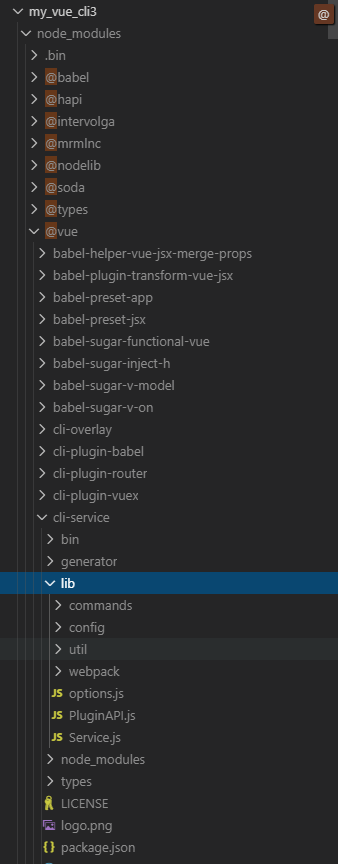 my_vue_cli3
@
node_modules
.bin
@babel
@hapi
@intervolga
@mrmlnc
@nodelib
@soda
@types
@vue
babel-helper-vue-jsx-merge-props
babel-plugin-transform-vue-jsx
babel-preset-app
babel-preset-jsx
babel-sugar-functional-vue
babel-sugar-inject-h
babel-sugar-v-model
babel-sugar-v-on
cli-overlay
cli-plugin-babel
cli-plugin-router
cli-plugin-vuex
cli-service
bin
generator
lib
commands
config
util
webpack
JS options.js
JS PluginAPI.js
JS Service.js
node_modules
types
LICENSE
logo.png
{} package.json